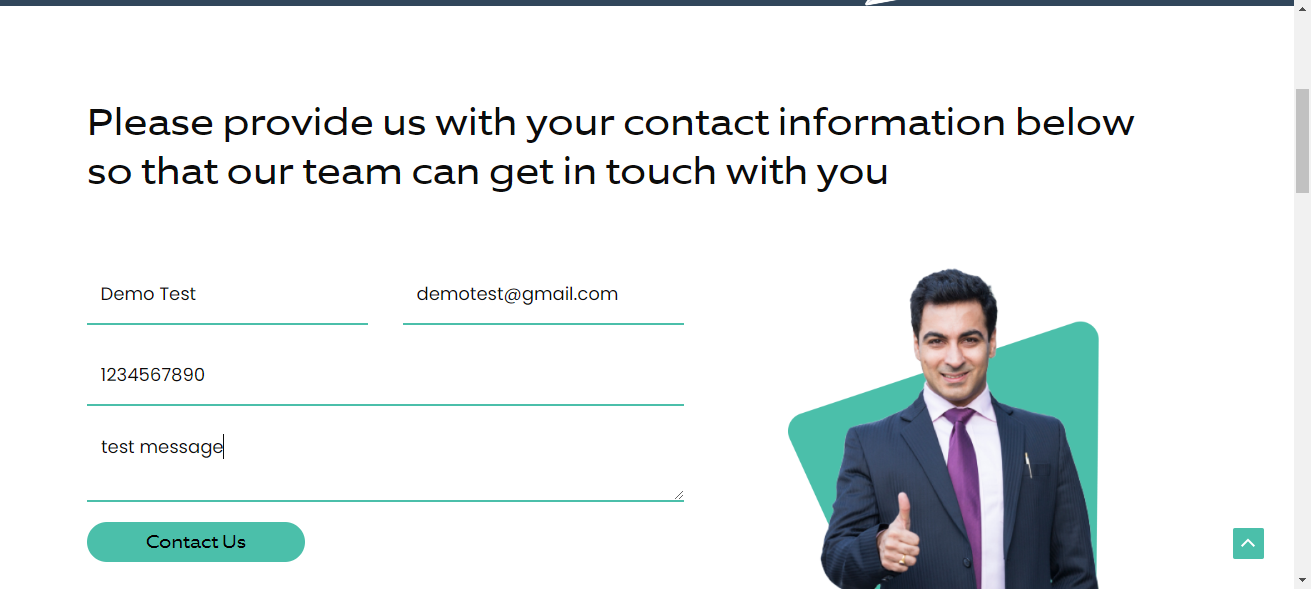 Please provide us with your contact information below
so that our team can get in touch with you
Demo Test
demotest@gmail.com
1234567890
test message
Contact Us